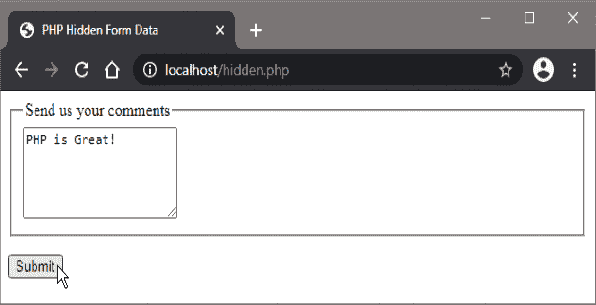 PHP Hidden Form Data
localhost/hidden.php
Send us your comments
PHP is Great!
Submit